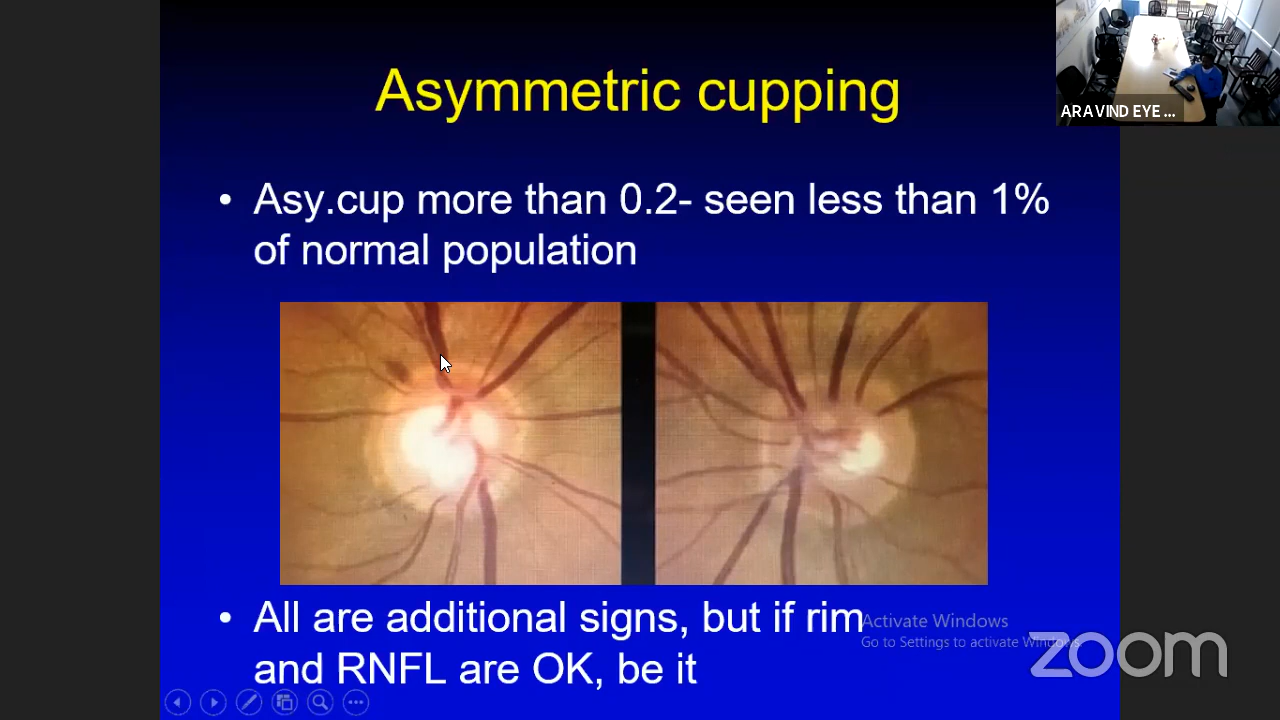 Asymmetric cupping
ARAVIND EYE ...
• Asy.cup more than 0.2- seen less than 1%
of normal population
• All are additional signs, but if rim
and RNFL are OK, be it
Activate Windows
Go to Settings to activate Windows.
zoom